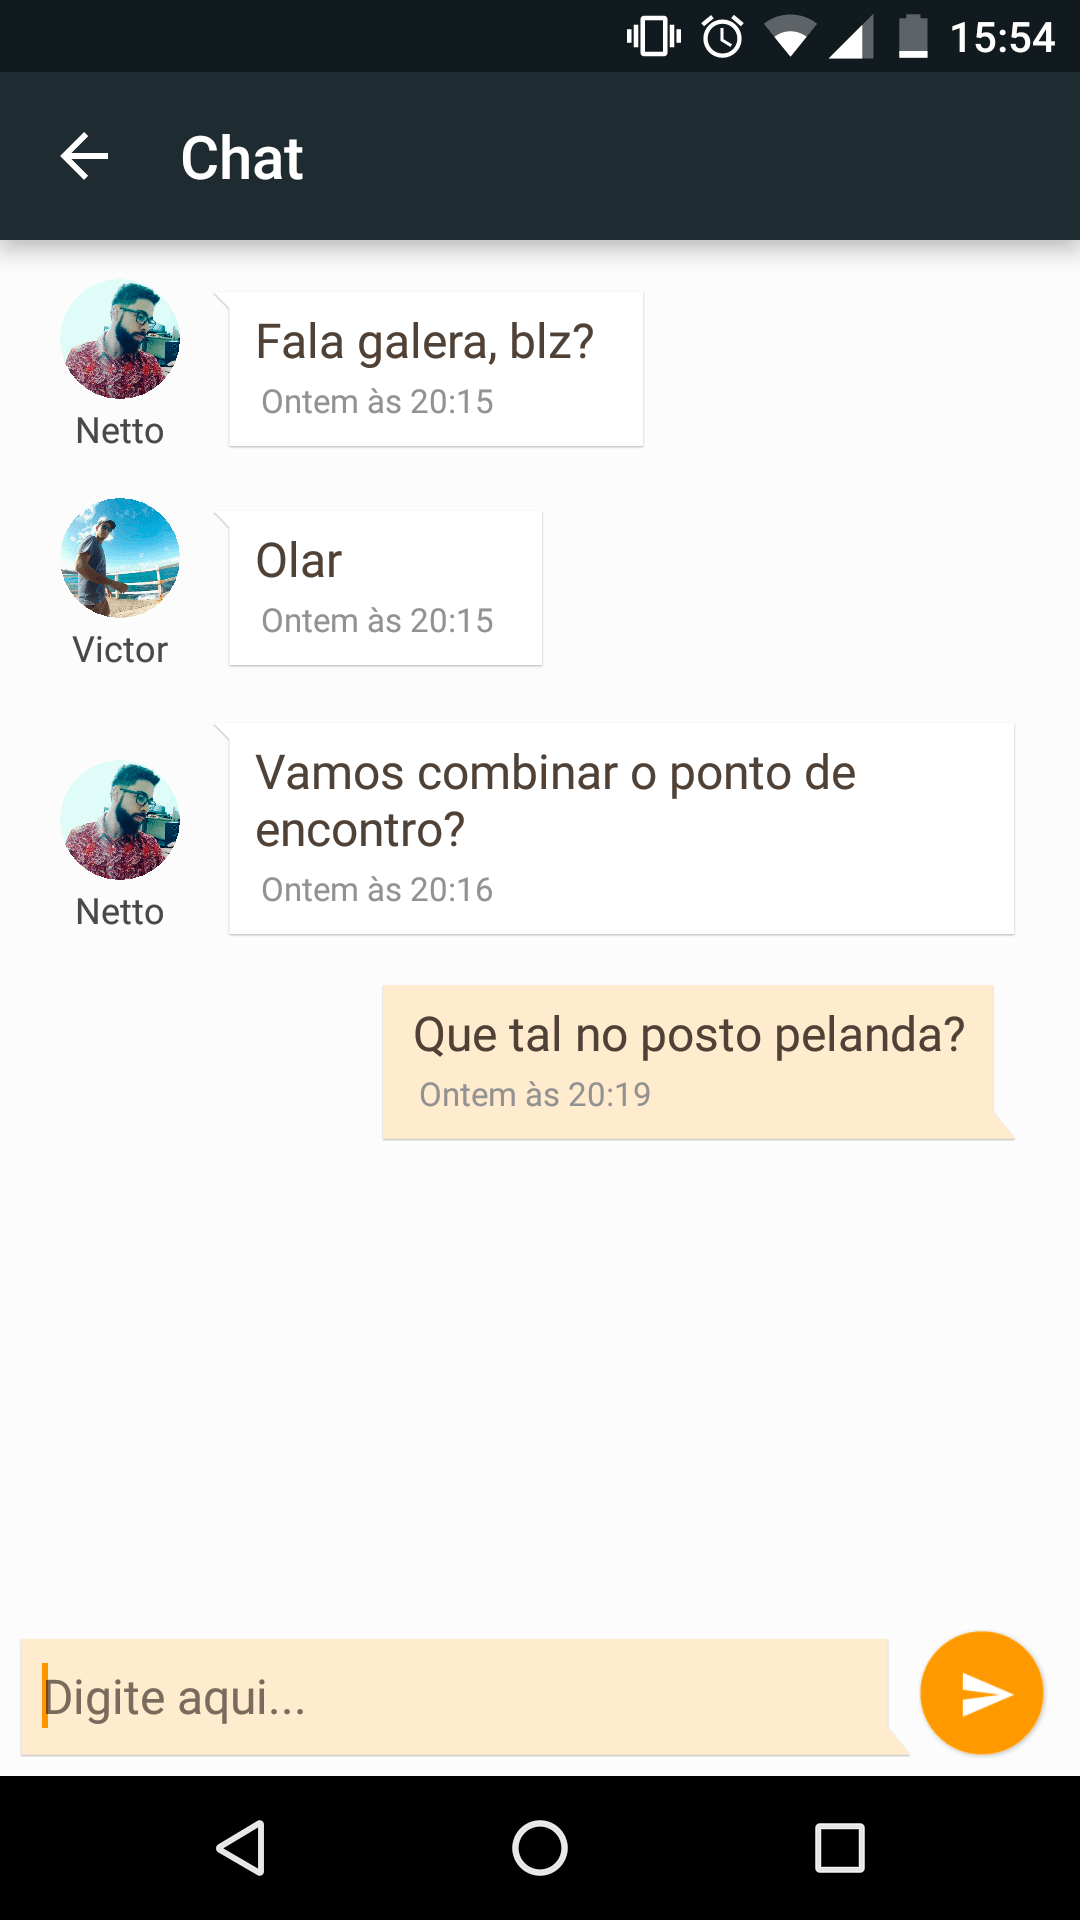 15:54
Chat
Fala galera, blz?
Ontem às 20:15
Netto
Olar
Ontem às 20:15
Victor
Vamos combinar o ponto de
encontro?
Ontem às 20:16
Netto
Que tal no posto pelanda?
Ontem às 20:19
Digite aqui...